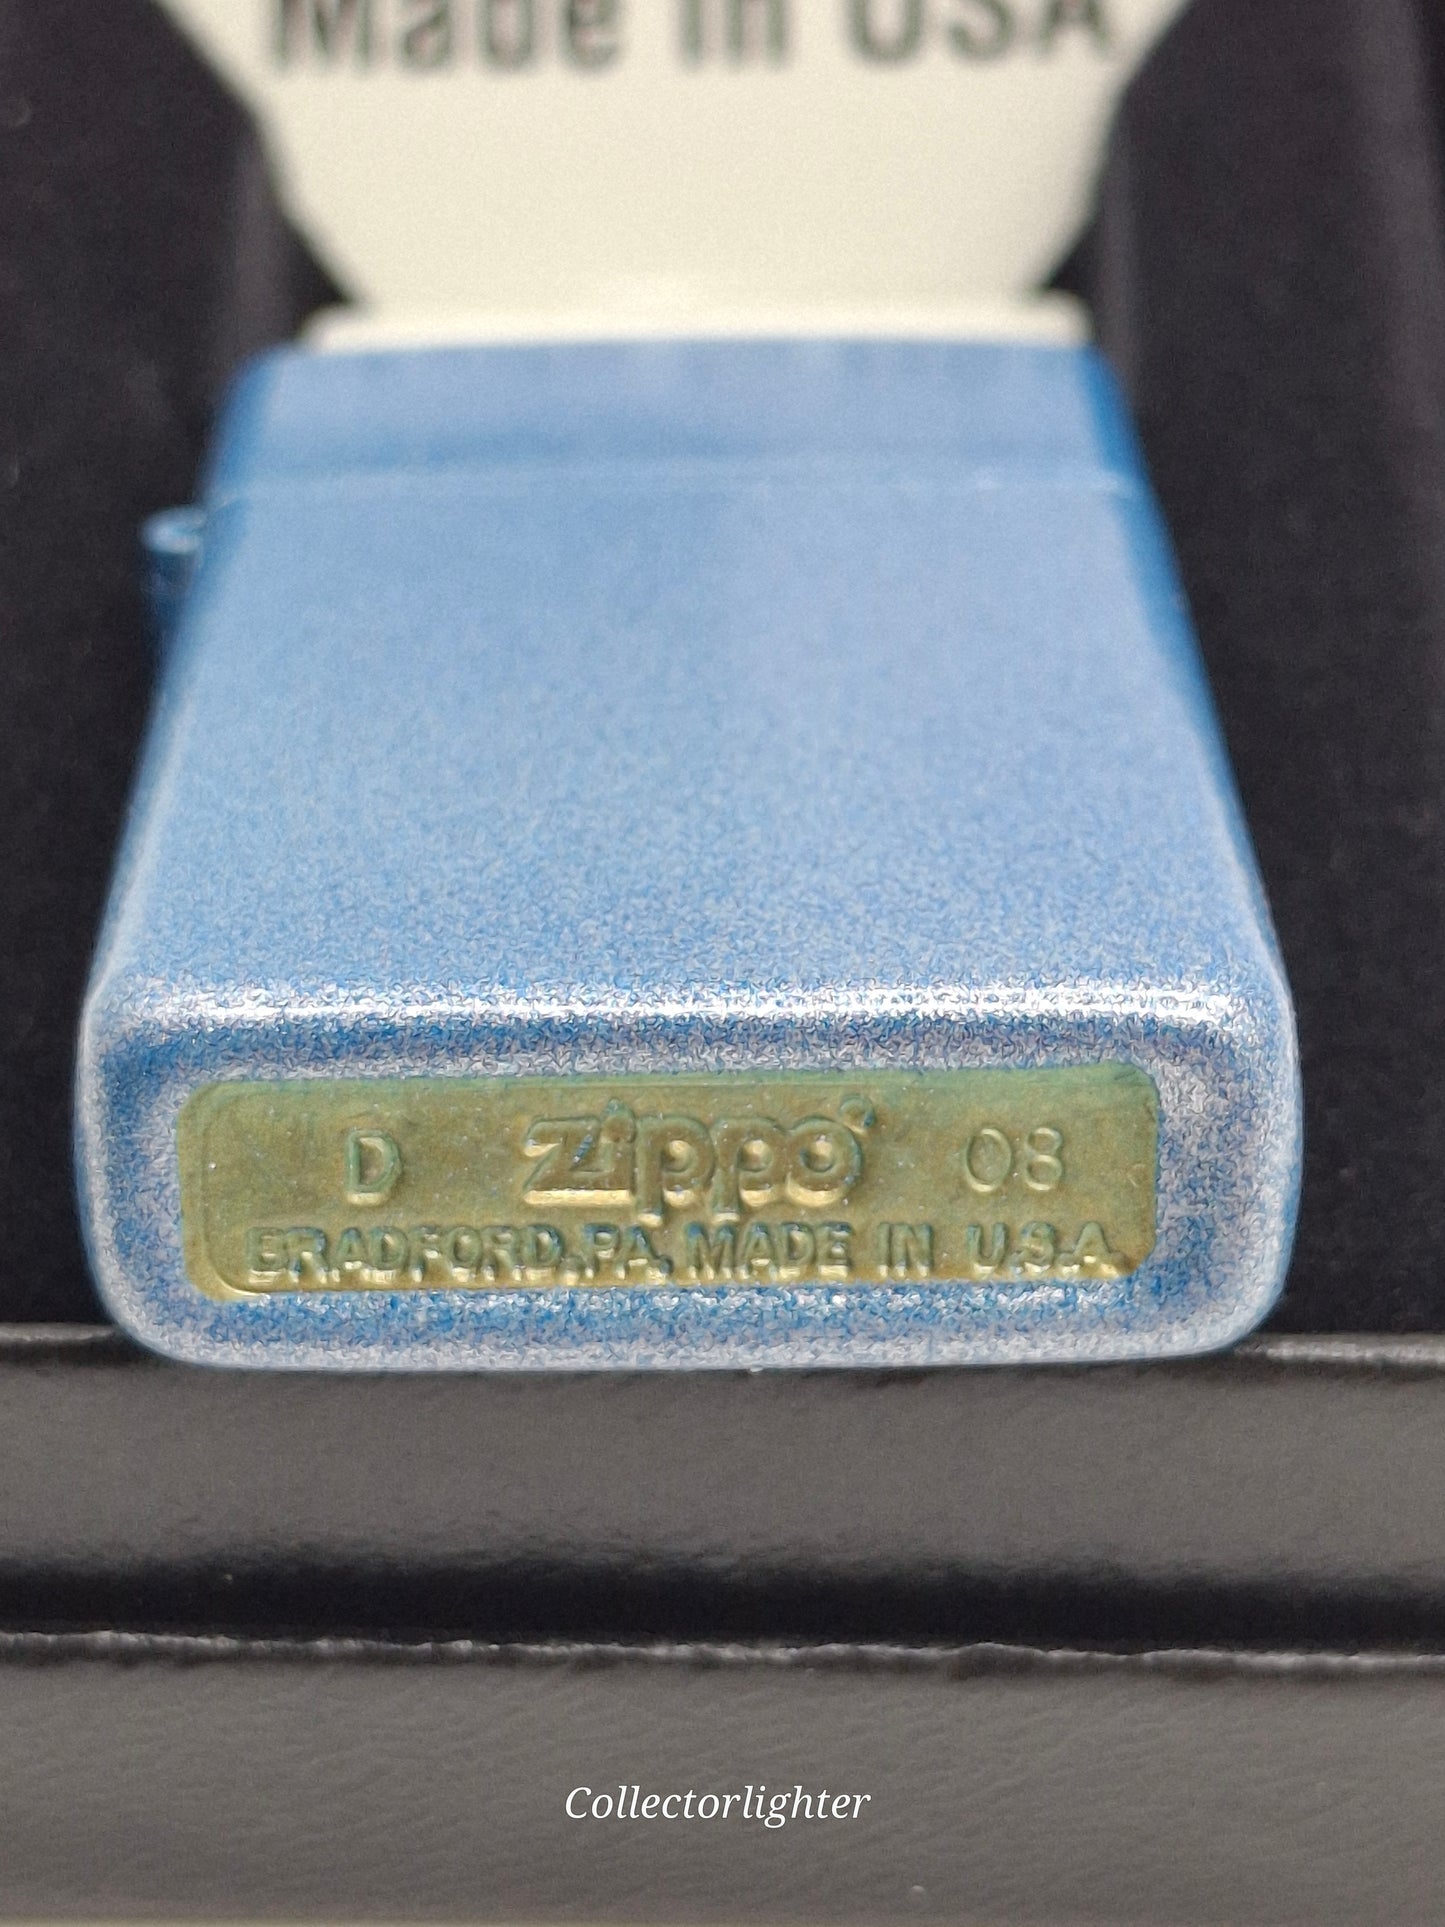 Made in USA
D Zippo® 08
BRADFORD.PA. MADE IN U.S.A.
Collectorlighter